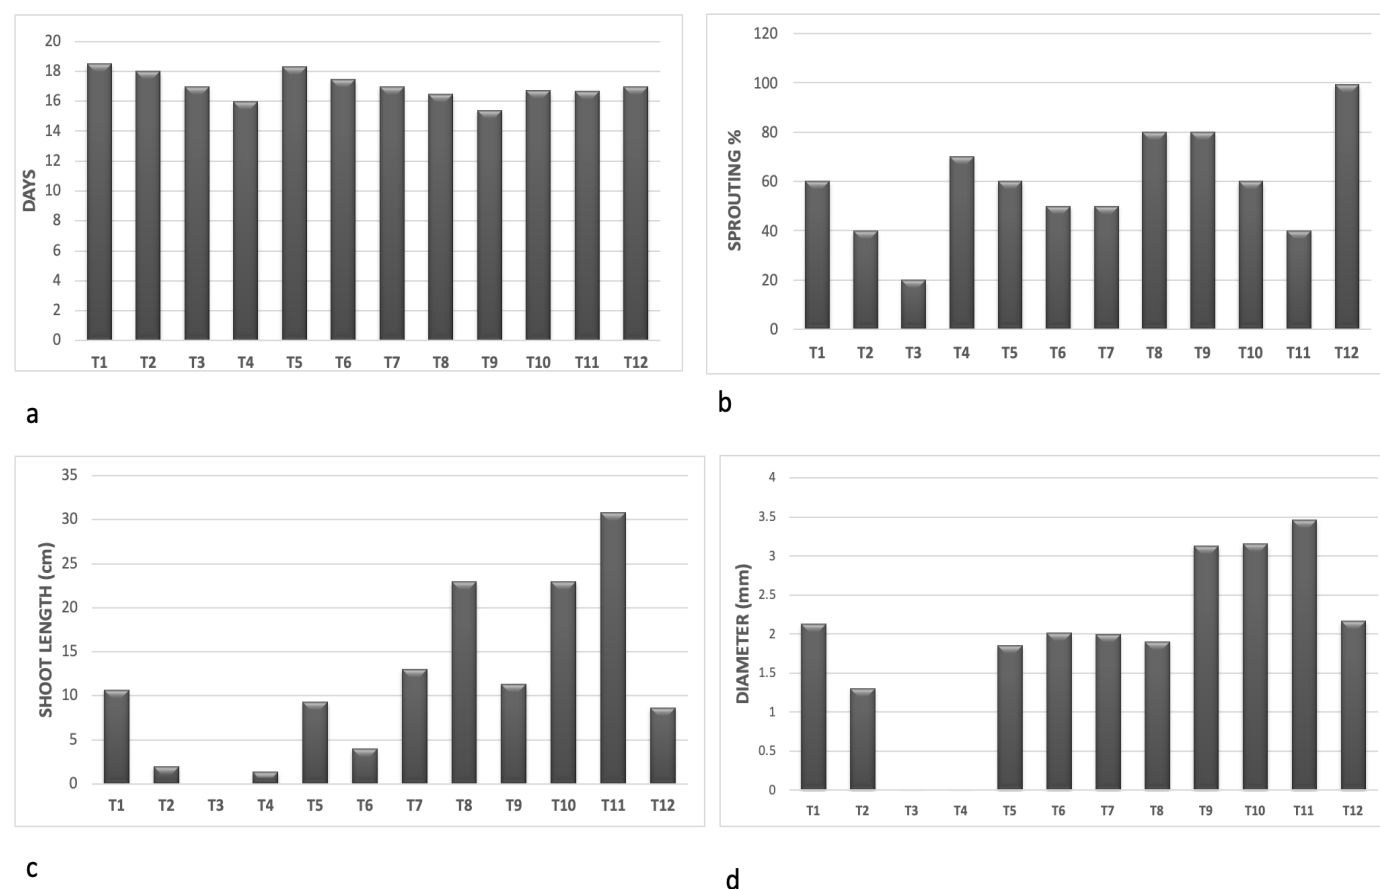 20
18
16
14
12
10
8
6
4
2
0
DAYS
T1 T2 T3 T4 T5 T6 T7 T8 T9 T10 T11 T12
a
120
100
80
60
40
20
0
SPROUTING %
T1 T2 T3 T4 T5 T6 T7 T8 T9 T10 T11 T12
b
35
30
25
20
15
10
5
0
SHOOT LENGTH (cm)
T1 T2 T3 T4 T5 T6 T7 T8 T9 T10 T11 T12
c
4
3.5
3
2.5
2
1.5
1
0.5
0
DIAMETER (mm)
T1 T2 T3 T4 T5 T6 T7 T8 T9 T10 T11 T12
d